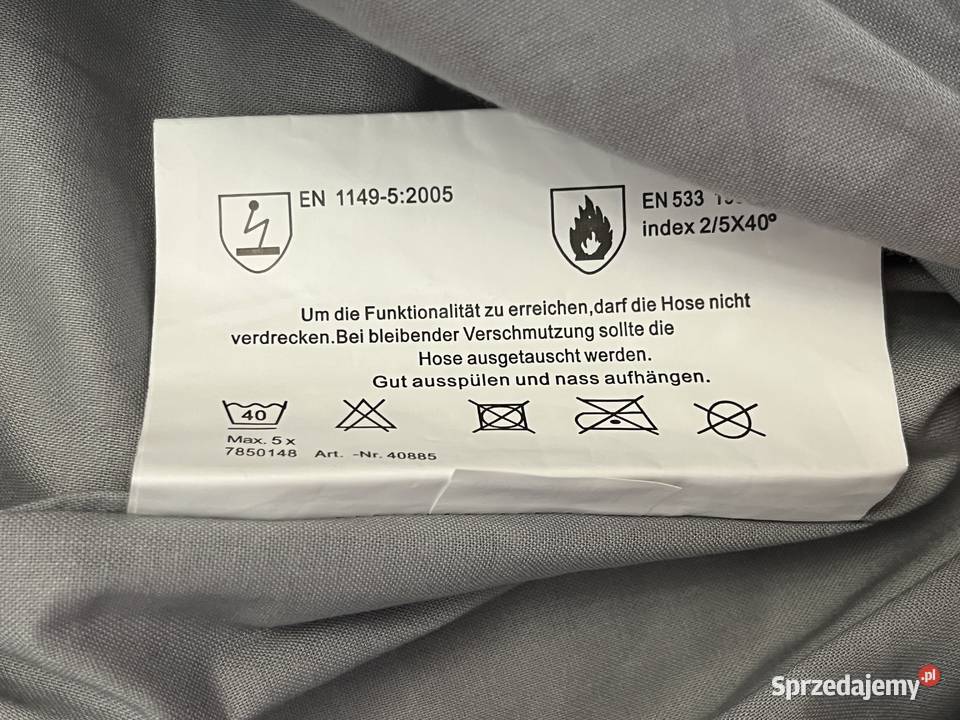 EN 1149-5:2005
EN 533
index 2/5X40°
Um die Funktionalität zu erreichen,darf die Hose nicht
verdrecken.Bei bleibender Verschmutzung sollte die
Hose ausgetauscht werden.
Gut ausspülen und nass aufhängen.
40
Max. 5 x
7850148 Art. -Nr. 40885
Sprzedajemy.pl